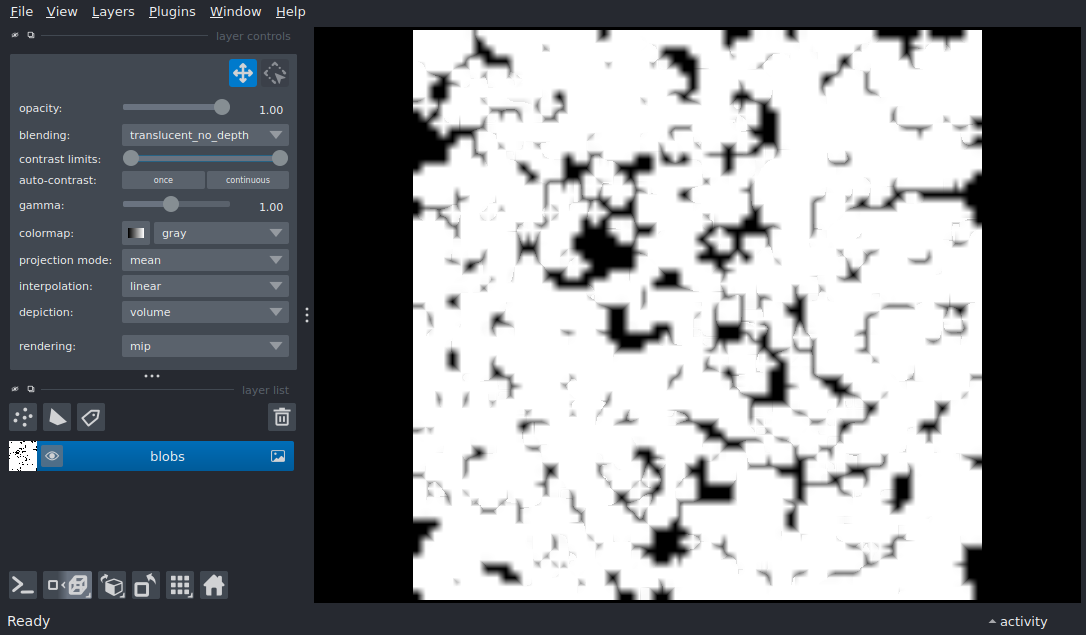 File View Layers Plugins Window Help
layer controls
opacity: 1.00
blending: translucent_no_depth
contrast limits:
auto-contrast: once continuous
gamma: 1.00
colormap: gray
projection mode: mean
interpolation: linear
depiction: volume
rendering: mip
layer list
blobs
Ready activity